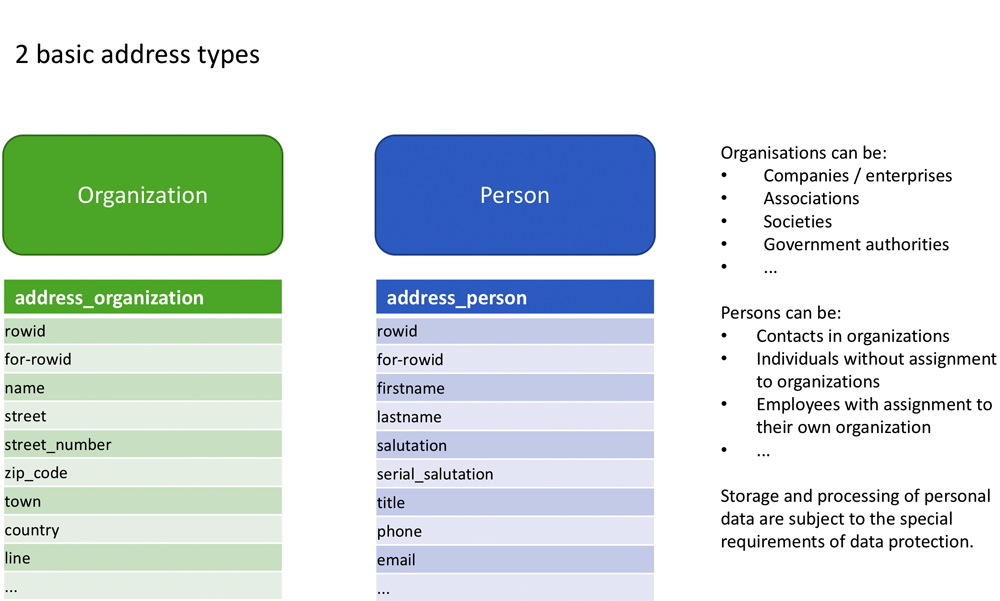 2 basic address types
Organization
address_organization
rowid
for-rowid
name
street
street_number
zip_code
town
country
line
...
Person
address_person
rowid
for-rowid
firstname
lastname
salutation
serial_salutation
title
phone
email
...
Organisations can be:
• Companies / enterprises
• Associations
• Societies
• Government authorities
• ...
Persons can be:
• Contacts in organizations
• Individuals without assignment
to organizations
• Employees with assignment to
their own organization
• ...
Storage and processing of personal
data are subject to the special
requirements of data protection.